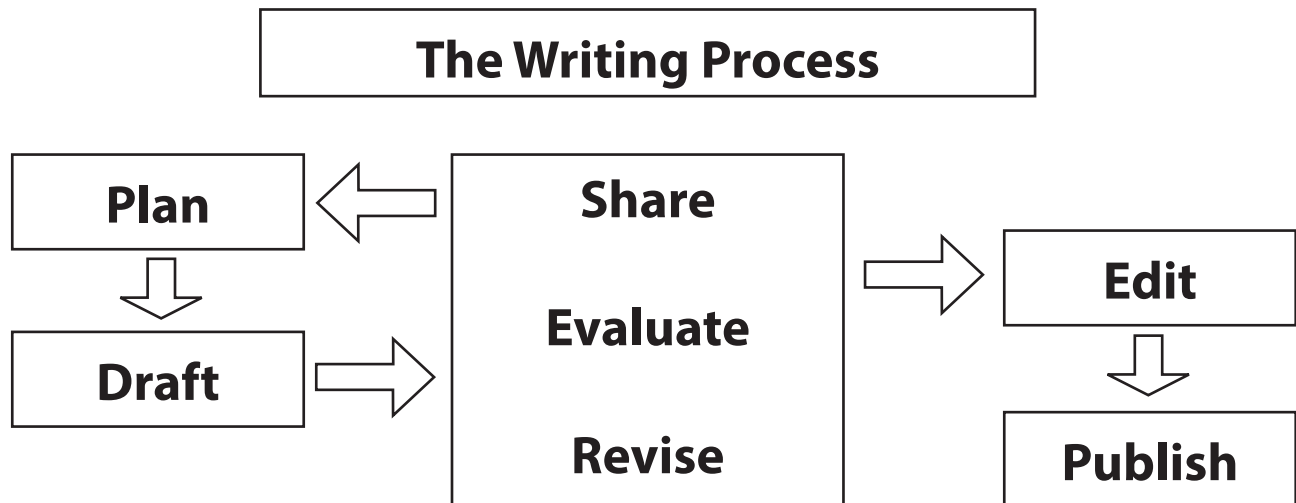 The Writing Process
Plan
Draft
Share
Evaluate
Revise
Edit
Publish